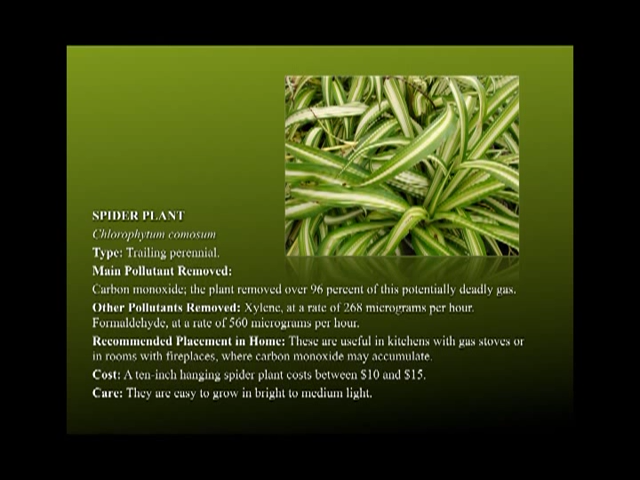 SPIDER PLANT
Chlorophytum comosum
Type: Trailing perennial.
Main Pollutant Removed:
Carbon monoxide; the plant removed over 96 percent of this potentially deadly gas.
Other Pollutants Removed: Xylene, at a rate of 268 micrograms per hour.
Formaldehyde, at a rate of 560 micrograms per hour.
Recommended Placement in Home: These are useful in kitchens with gas stoves or
in rooms with fireplaces, where carbon monoxide may accumulate.
Cost: A ten-inch hanging spider plant costs between $10 and $15.
Care: They are easy to grow in bright to medium light.